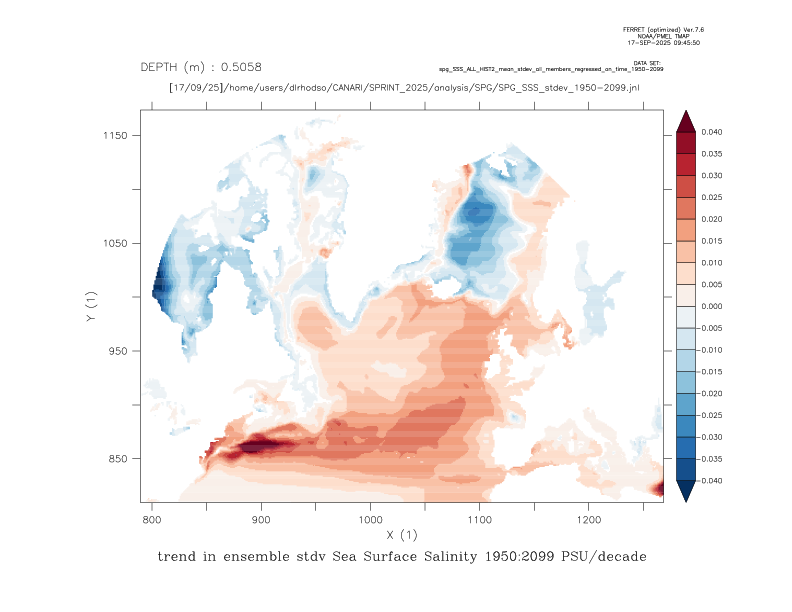 FERRET (optimized) Ver.7.6
NOAA/PMEL TMAP
17-SEP-2025 09:45:50
DEPTH (m) : 0.5058
DATA SET:
spg_SSS_ALL_HIST2_mean_stdev_all_members_regressed_on_time_1950-2099
[17/09/25]/home/users/dlrhodso/CANARI/SPRINT_2025/analysis/SPG/SPG_SSS_stdev_1950-2099.jnl
1150
1050
950
850
Y (1)
800 900 1000 1100 1200
X (1)
0.040
0.035
0.030
0.025
0.020
0.015
0.010
0.005
0.000
-0.005
-0.010
-0.015
-0.020
-0.025
-0.030
-0.035
-0.040
trend in ensemble stdv Sea Surface Salinity 1950:2099 PSU/decade